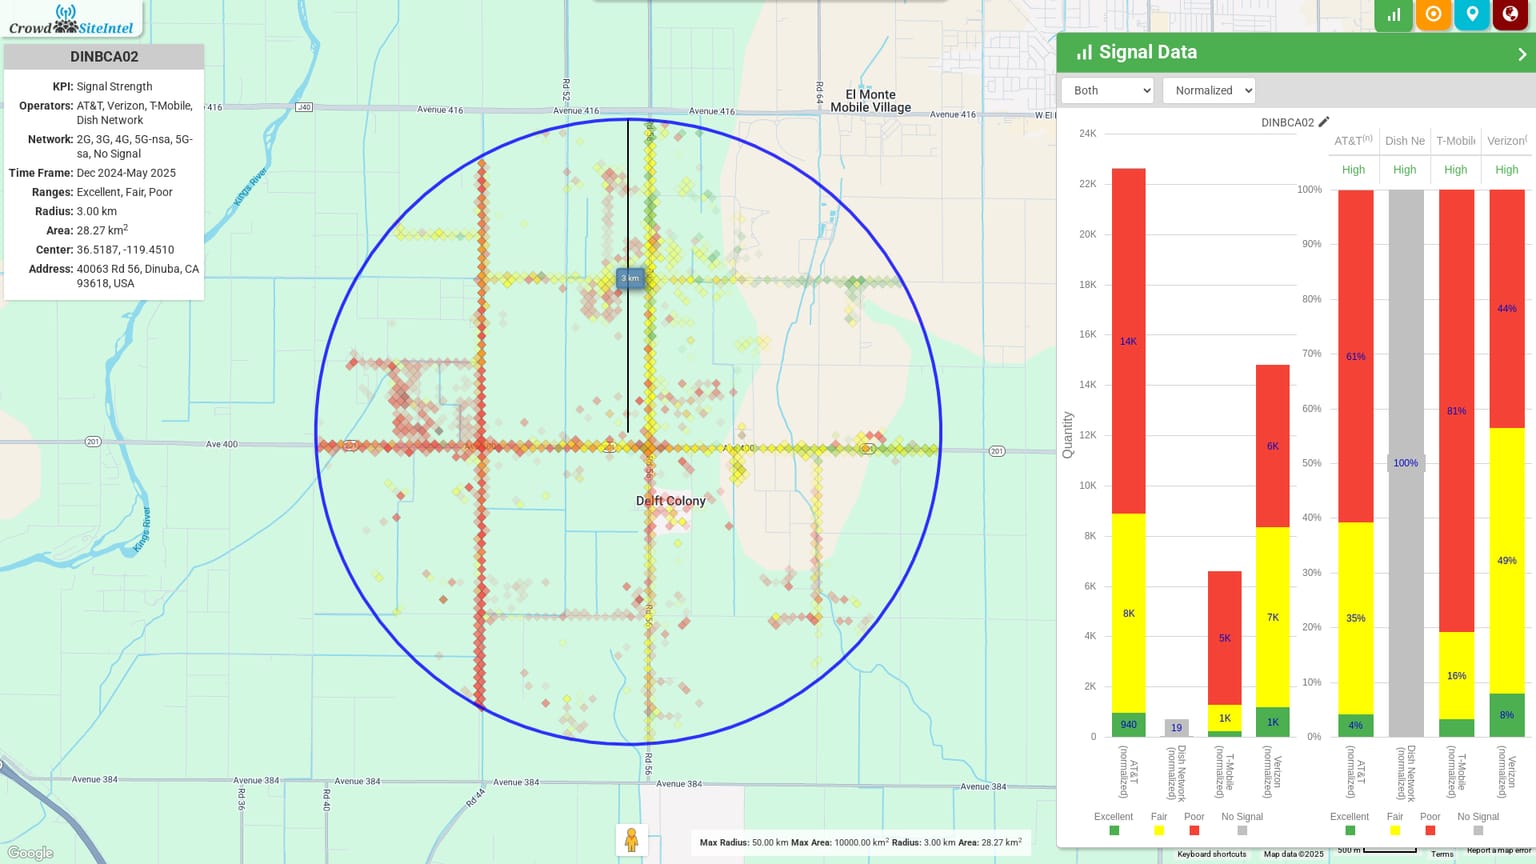 Crowd SiteIntel
DINBCA02
KPI: Signal Strength
Operators: AT&T, Verizon, T-Mobile,
Dish Network
Network: 2G, 3G, 4G, 5G-nsa, 5G-
sa, No Signal
Time Frame: Dec 2024-May 2025
Ranges: Excellent, Fair, Poor
Radius: 3.00 km
Area: 28.27 km2
Center: 36.5187, -119.4510
Address: 40063 Rd 56, Dinuba, CA
93618, USA
416
J40
Avenue 416
Rd 52
Avenue 416
Avenue 416
Rd 64
El Monte
Mobile Village
Avenue 416
W El
Kings River
3 km
201
Ave 400
Ave 400
201
Delft Colony
Kings River
Rd 56
Rd 56
Avenue 384
Avenue 384
Avenue 384
Avenue 384
Avenue 384
Avenue 384
Rd 36
Rd 40
Rd 44
Rd 56
Google
Max Radius: 50.00 km Max Area: 10000.00 km2 Radius: 3.00 km Area: 28.27 km2
Signal Data
Both
Normalized
DINBCA02
AT&T(n)
Dish Ne
T-Mobile
Verizon(
High
High
High
High
Quantity
24K
22K
20K
18K
16K
14K
12K
10K
8K
6K
4K
2K
0
14K
8K
940
19
5K
1K
6K
7K
1K
AT&T
(normalized)
Dish Network
(normalized)
T-Mobile
(normalized)
Verizon
(normalized)
100%
90%
80%
70%
60%
50%
40%
30%
20%
10%
0%
61%
35%
4%
100%
81%
16%
44%
49%
8%
AT&T
(normalized)
Dish Network
(normalized)
T-Mobile
(normalized)
Verizon
(normalized)
Excellent
Fair
Poor
No Signal
Excellent
Fair
Poor
No Signal
Keyboard shortcuts
Map data ©2025
500 m
Terms
Report a map error